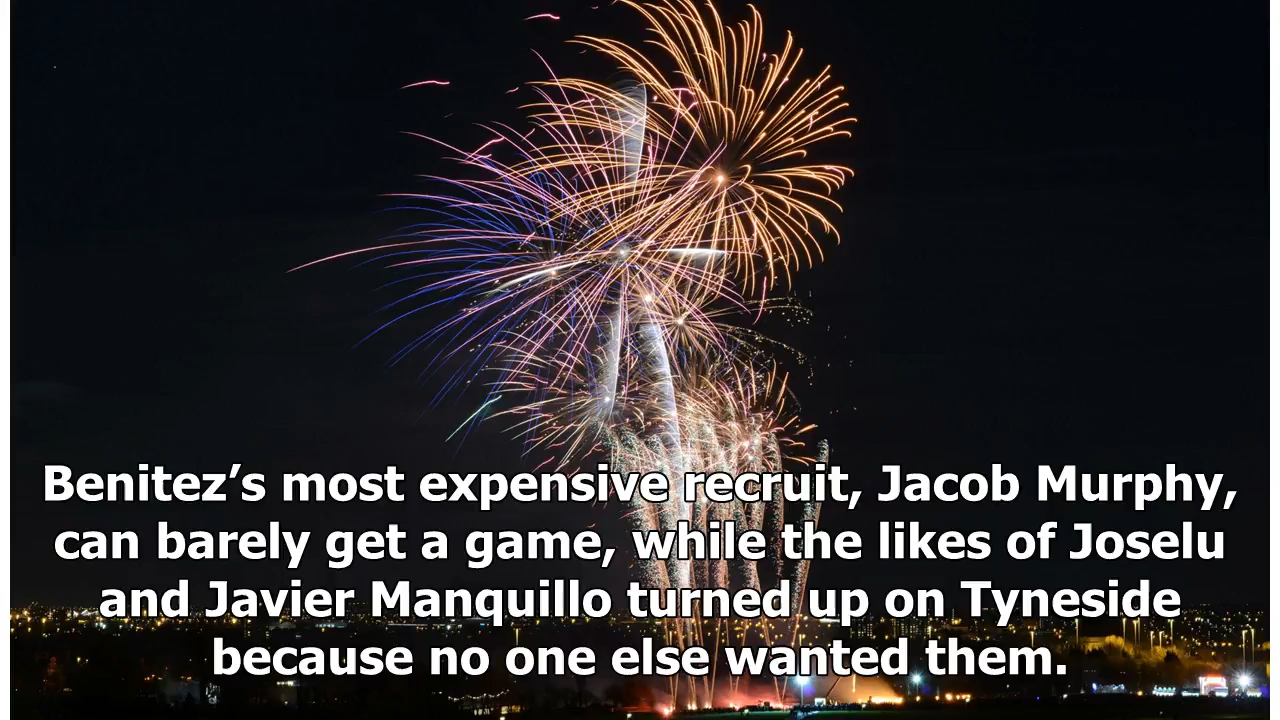 Benitez’s most expensive recruit, Jacob Murphy,
can barely get a game, while the likes of Joselu
and Javier Manquillo turned up on Tyneside
because no one else wanted them.